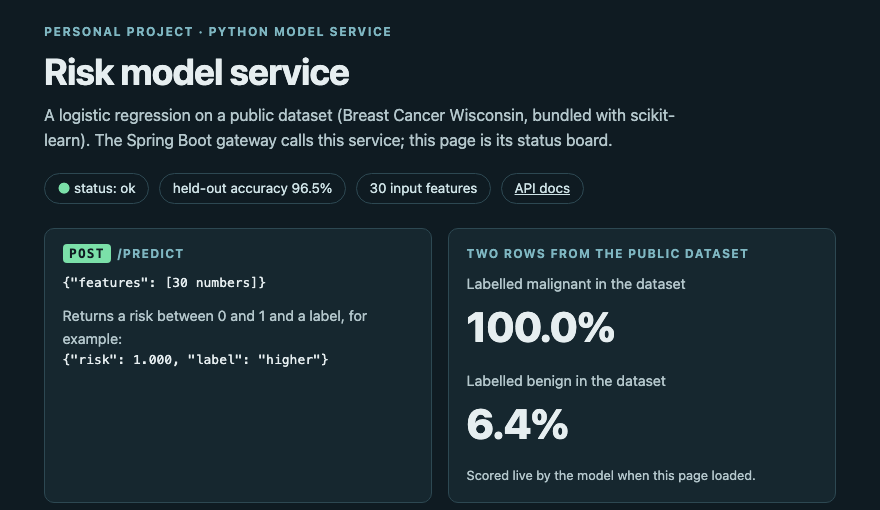 PERSONAL PROJECT · PYTHON MODEL SERVICE
Risk model service
A logistic regression on a public dataset (Breast Cancer Wisconsin, bundled with scikit-
learn). The Spring Boot gateway calls this service; this page is its status board.
status: ok
held-out accuracy 96.5%
30 input features
API docs
POST /PREDICT
{"features": [30 numbers]}
Returns a risk between 0 and 1 and a label, for
example:
{"risk": 1.000, "label": "higher"}
TWO ROWS FROM THE PUBLIC DATASET
Labelled malignant in the dataset
100.0%
Labelled benign in the dataset
6.4%
Scored live by the model when this page loaded.